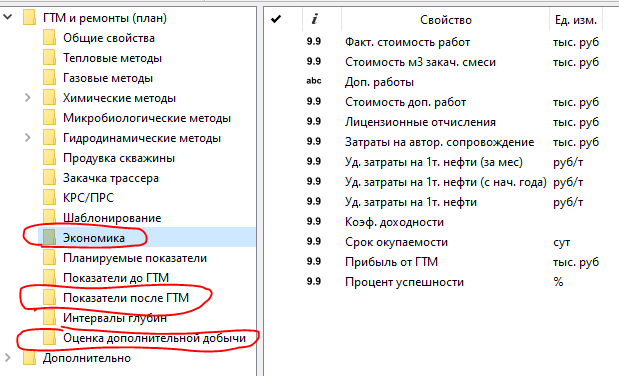 ГТМ и ремонты (план)
Общие свойства
Тепловые методы
Газовые методы
Химические методы
Микробиологические методы
Гидродинамические методы
Продувка скважины
Закачка трассера
КРС/ПРС
Шаблонирование
Экономика
Планируемые показатели
Показатели до ГТМ
Показатели после ГТМ
Интервалы глубин
Оценка дополнительной добычи
Дополнительно
i Свойство Ед. изм.
9.9 Факт. стоимость работ тыс. руб
9.9 Стоимость м3 закач. смеси тыс. руб
abc Доп. работы
9.9 Стоимость доп. работ тыс. руб
9.9 Лицензионные отчисления тыс. руб
9.9 Затраты на автор. сопровождение тыс. руб
9.9 Уд. затраты на 1т. нефти (за мес) руб/т
9.9 Уд. затраты на 1т. нефти (с нач. года) руб/т
9.9 Уд. затраты на 1т. нефти руб/т
9.9 Коэф. доходности
9.9 Срок окупаемости сут
9.9 Прибыль от ГТМ тыс. руб
9.9 Процент успешности %